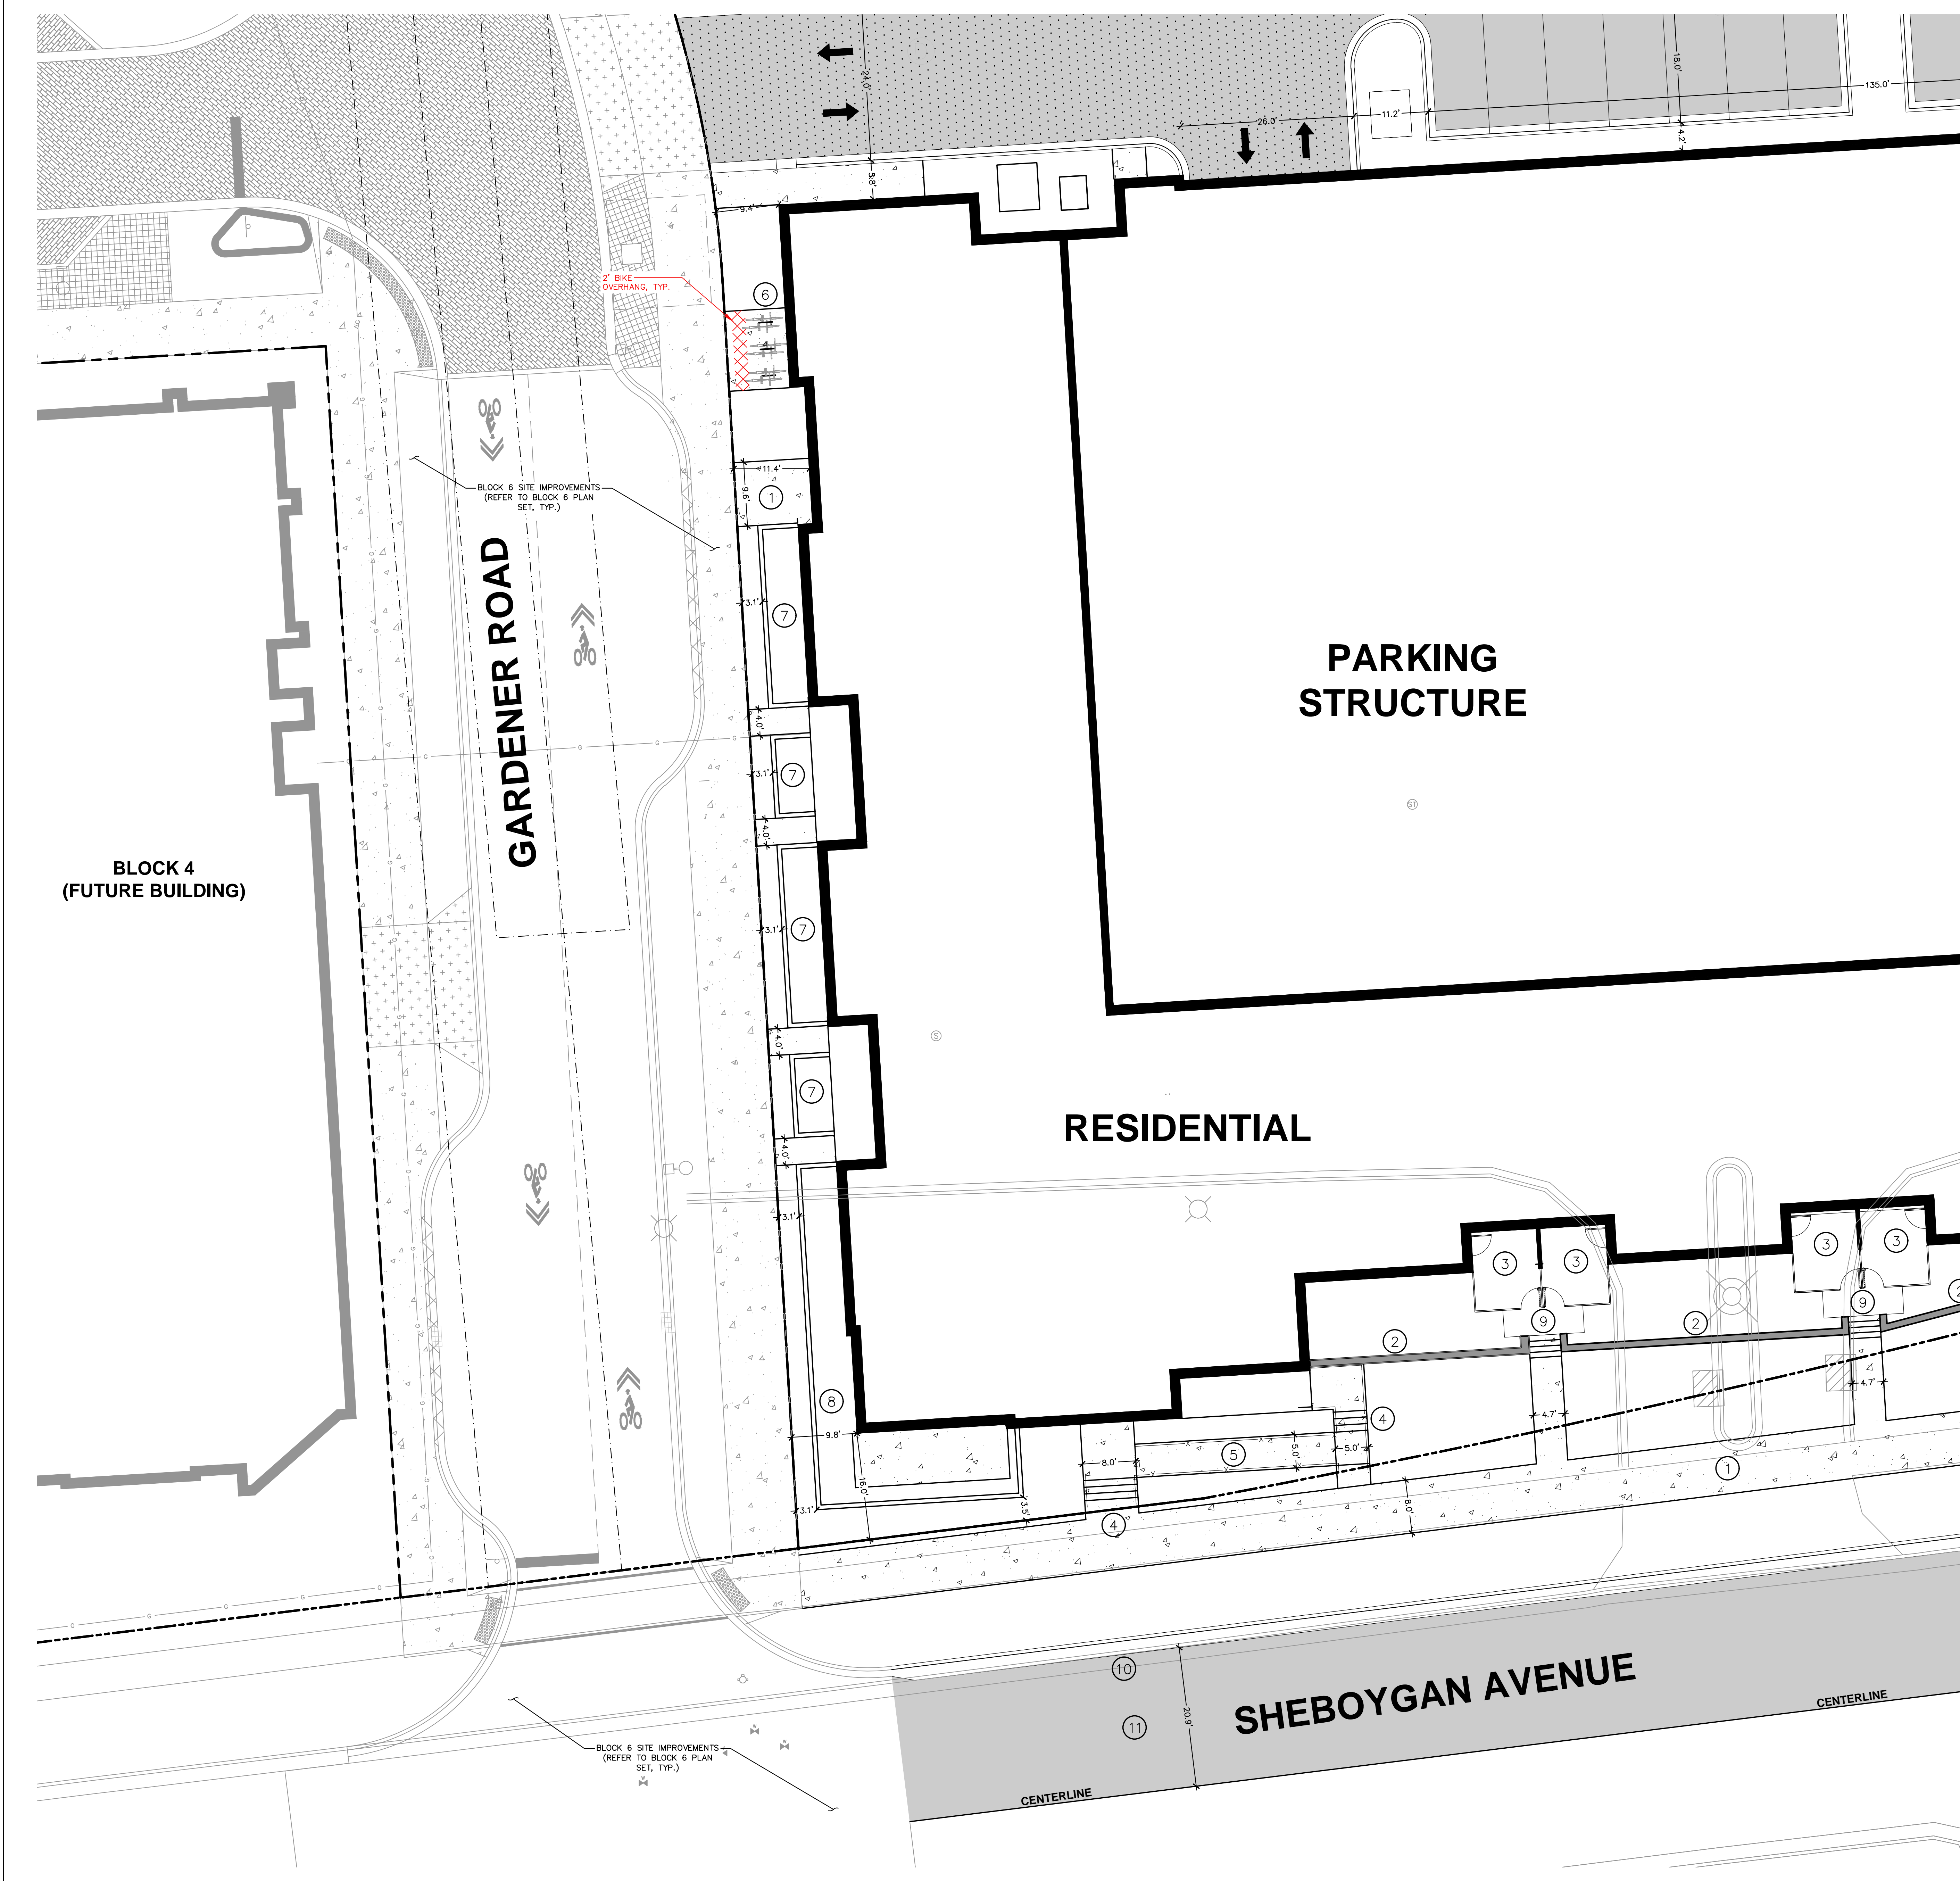 24.0'
18.0'
135.0'
26.0'
11.2'
4.2'
5.8'
9.4'
2' BIKE
OVERHANG, TYP.
6
4
11.4'
9.6'
1
BLOCK 6 SITE IMPROVEMENTS
(REFER TO BLOCK 6 PLAN
SET, TYP.)
GARDENER ROAD
3.1'
7
4.0'
G
G
G
G
G
3.1'
7
4.0'
PARKING
STRUCTURE
ST
BLOCK 4
(FUTURE BUILDING)
3.1'
7
4.0'
S
7
4.0'
RESIDENTIAL
3.1'
3
3
3
3
9
9
2
2
2
8
9.8'
16.0'
3.1'
3.5'
8.0'
4
5
5.0'
5.0'
4
4.7'
4.7'
8.0'
1
G
G
G
G
G
10
11
20.9'
SHEBOYGAN AVENUE
CENTERLINE
CENTERLINE
BLOCK 6 SITE IMPROVEMENTS
(REFER TO BLOCK 6 PLAN
SET, TYP.)